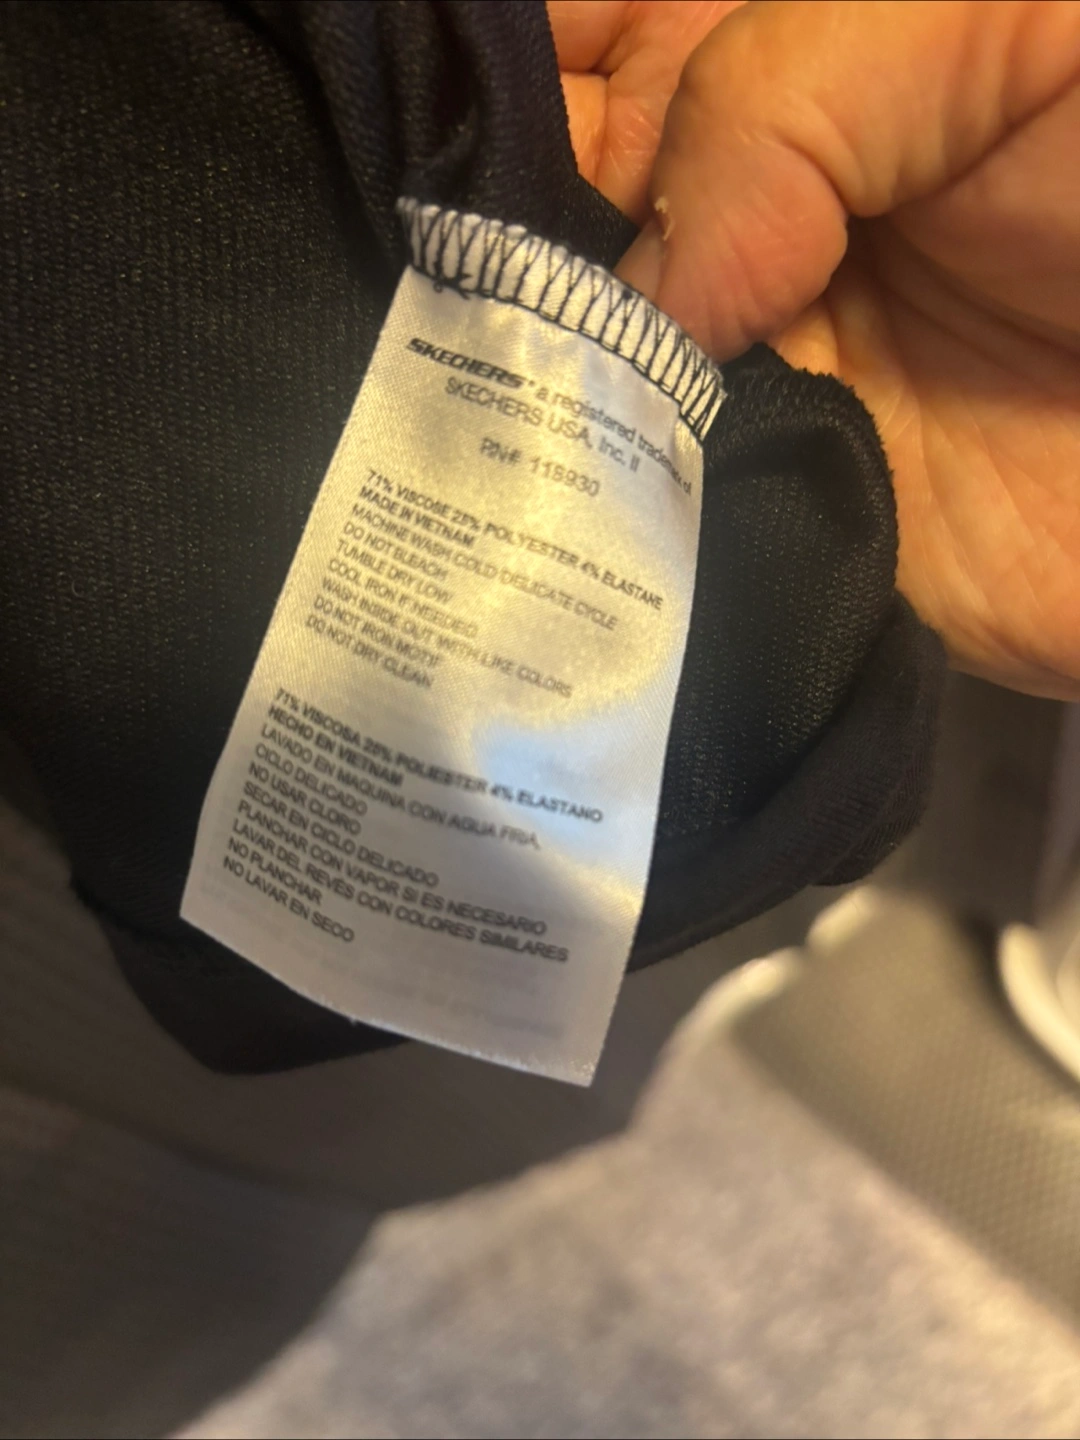 SKECHERS® a registered trademark of
SKECHERS USA, Inc. II
RN# 115930
71% VISCOSE 25% POLYESTER 4% ELASTANE
MADE IN VIETNAM
MACHINE WASH COLD DELICATE CYCLE
DO NOT BLEACH
TUMBLE DRY LOW
COOL IRON IF NEEDED
WASH INSIDE OUT WITH LIKE COLORS
DO NOT IRON MOTIF
DO NOT DRY CLEAN
71% VISCOSA 25% POLIESTER 4% ELASTANO
HECHO EN VIETNAM
LAVADO EN MAQUINA CON AGUA FRIA,
CICLO DELICADO
NO USAR CLORO
SECAR EN CICLO DELICADO
PLANCHAR CON VAPOR SI ES NECESARIO
LAVAR DEL REVES CON COLORES SIMILARES
NO PLANCHAR
NO LAVAR EN SECO